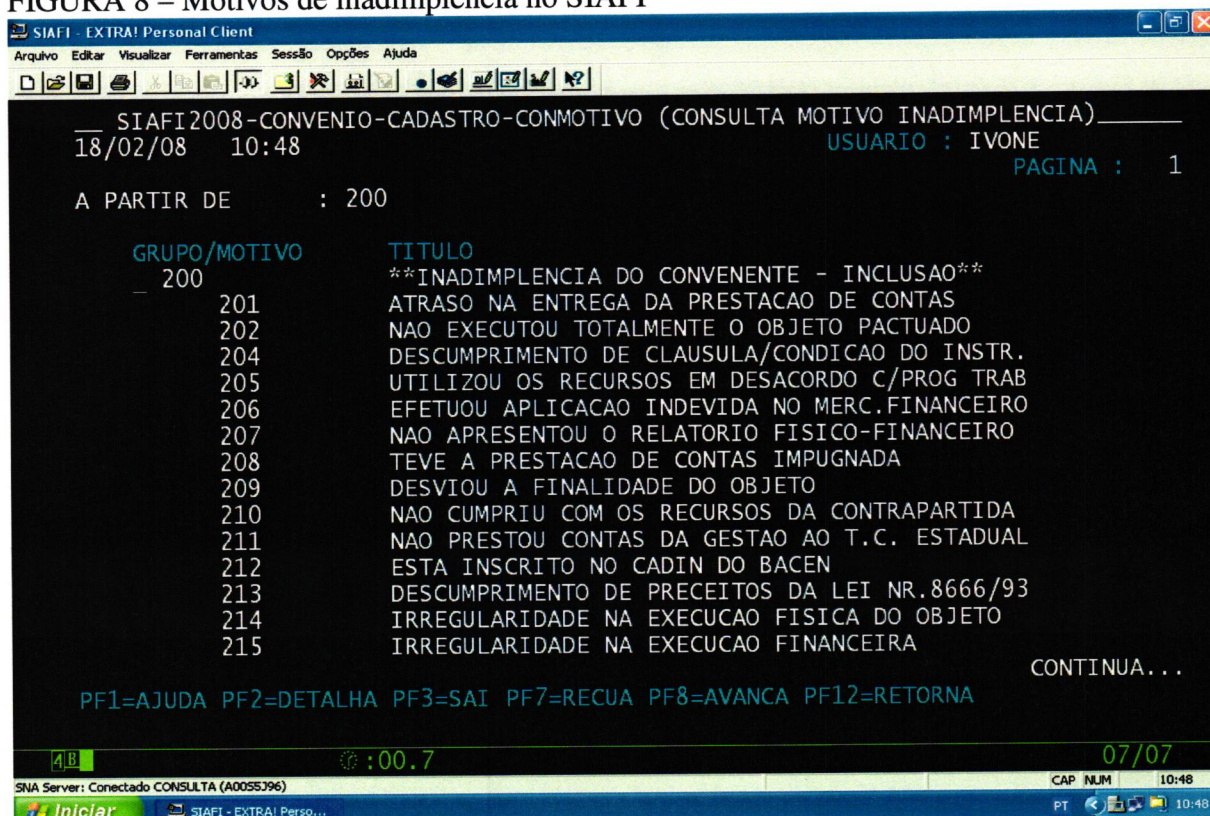 FIGURA 8 – Motivos de inadimplência no SIAFI
SIAFI - EXTRA! Personal Client
Arquivo Editar Visualizar Ferramentas Sessão Opções Ajuda
__ SIAFI2008-CONVENIO-CADASTRO-CONMOTIVO (CONSULTA MOTIVO INADIMPLENCIA)______
18/02/08 10:48 USUARIO : IVONE
PAGINA : 1
A PARTIR DE : 200
GRUPO/MOTIVO TITULO
_ 200 **INADIMPLENCIA DO CONVENENTE - INCLUSAO**
201 ATRASO NA ENTREGA DA PRESTACAO DE CONTAS
202 NAO EXECUTOU TOTALMENTE O OBJETO PACTUADO
204 DESCUMPRIMENTO DE CLAUSULA/CONDICAO DO INSTR.
205 UTILIZOU OS RECURSOS EM DESACORDO C/PROG TRAB
206 EFETUOU APLICACAO INDEVIDA NO MERC.FINANCEIRO
207 NAO APRESENTOU O RELATORIO FISICO-FINANCEIRO
208 TEVE A PRESTACAO DE CONTAS IMPUGNADA
209 DESVIOU A FINALIDADE DO OBJETO
210 NAO CUMPRIU COM OS RECURSOS DA CONTRAPARTIDA
211 NAO PRESTOU CONTAS DA GESTAO AO T.C. ESTADUAL
212 ESTA INSCRITO NO CADIN DO BACEN
213 DESCUMPRIMENTO DE PRECEITOS DA LEI NR.8666/93
214 IRREGULARIDADE NA EXECUCAO FISICA DO OBJETO
215 IRREGULARIDADE NA EXECUCAO FINANCEIRA
CONTINUA...
PF1=AJUDA PF2=DETALHA PF3=SAI PF7=RECUA PF8=AVANCA PF12=RETORNA
4B :00.7 07/07
SNA Server: Conectado CONSULTA (A00S5J96) CAP NUM 10:48
Iniciar SIAFI - EXTRA! Perso... PT 10:48